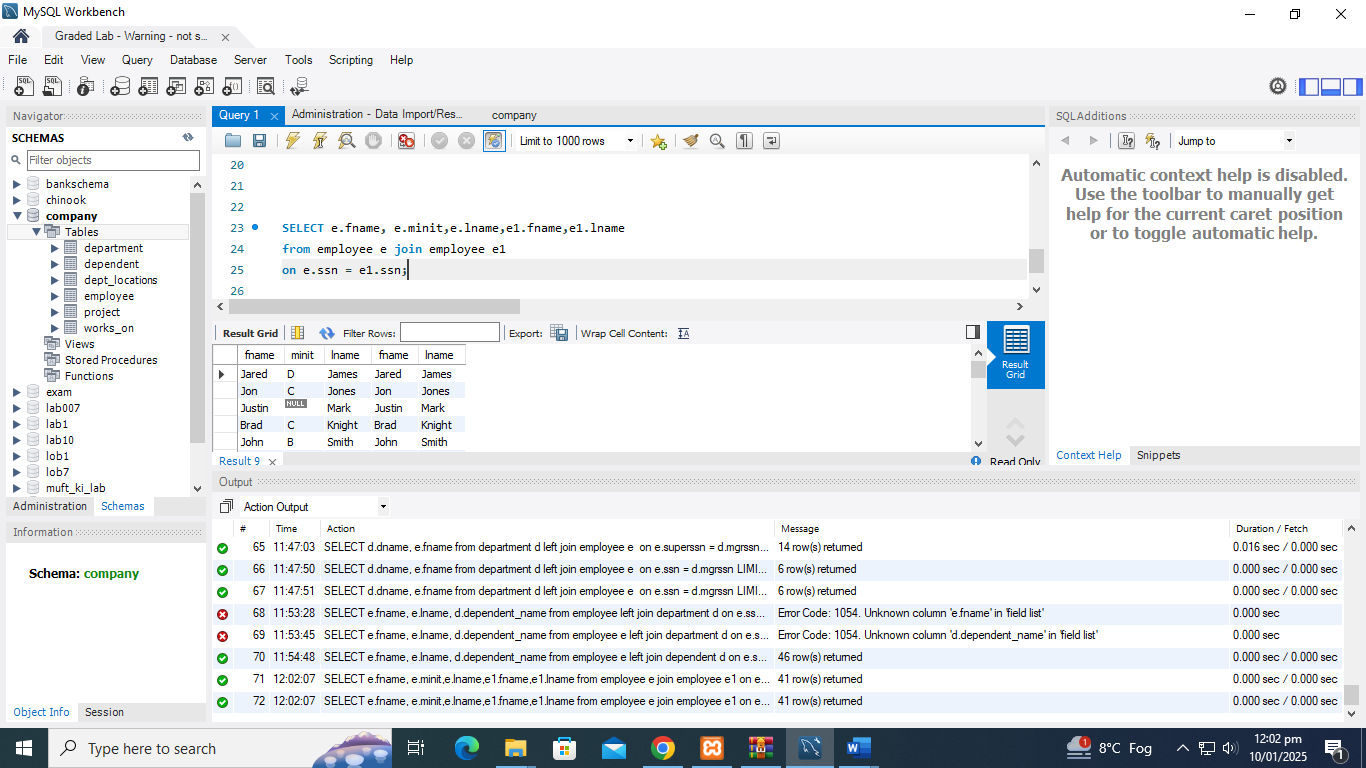 MySQL Workbench
Graded Lab - Warning - not s...
File Edit View Query Database Server Tools Scripting Help
Navigator
SCHEMAS
Filter objects
bankschema
chinook
company
Tables
department
dependent
dept_locations
employee
project
works_on
Views
Stored Procedures
Functions
exam
lab007
lab1
lab10
lob1
lob7
muft_ki_lab
Administration Schemas
Information
Schema: company
Object Info Session
Query 1 Administration - Data Import/Res... company
Limit to 1000 rows
20
21
22
23 SELECT e.fname, e.minit,e.lname,e1.fname,e1.lname
24 from employee e join employee e1
25 on e.ssn = e1.ssn;
26
Result Grid Filter Rows: Export: Wrap Cell Content:
fname minit lname fname lname
Jared D James Jared James
Jon C Jones Jon Jones
Justin NULL Mark Justin Mark
Brad C Knight Brad Knight
John B Smith John Smith
Result 9
Result
Grid
Read Only
SQLAdditions
Jump to
Automatic context help is disabled.
Use the toolbar to manually get
help for the current caret position
or to toggle automatic help.
Context Help Snippets
Output
Action Output
# Time Action Message Duration / Fetch
65 11:47:03 SELECT d.dname, e.fname from department d left join employee e on e.superssn = d.mgrssn... 14 row(s) returned 0.016 sec / 0.000 sec
66 11:47:50 SELECT d.dname, e.fname from department d left join employee e on e.ssn = d.mgrssn LIMI... 6 row(s) returned 0.000 sec / 0.000 sec
67 11:47:51 SELECT d.dname, e.fname from department d left join employee e on e.ssn = d.mgrssn LIMI... 6 row(s) returned 0.000 sec / 0.000 sec
68 11:53:28 SELECT e.fname, e.lname, d.dependent_name from employee left join department d on e.ss... Error Code: 1054. Unknown column 'e.fname' in 'field list' 0.000 sec
69 11:53:45 SELECT e.fname, e.lname, d.dependent_name from employee e left join department d on e.s... Error Code: 1054. Unknown column 'd.dependent_name' in 'field list' 0.000 sec
70 11:54:48 SELECT e.fname, e.lname, d.dependent_name from employee e left join dependent d on e.s... 46 row(s) returned 0.000 sec / 0.000 sec
71 12:02:07 SELECT e.fname, e.minit,e.lname,e1.fname,e1.lname from employee e join employee e1 on e... 41 row(s) returned 0.000 sec / 0.000 sec
72 12:02:07 SELECT e.fname, e.minit,e.lname,e1.fname,e1.lname from employee e join employee e1 on e... 41 row(s) returned 0.000 sec / 0.000 sec
Type here to search
1
8°C Fog
12:02 pm
10/01/2025
1